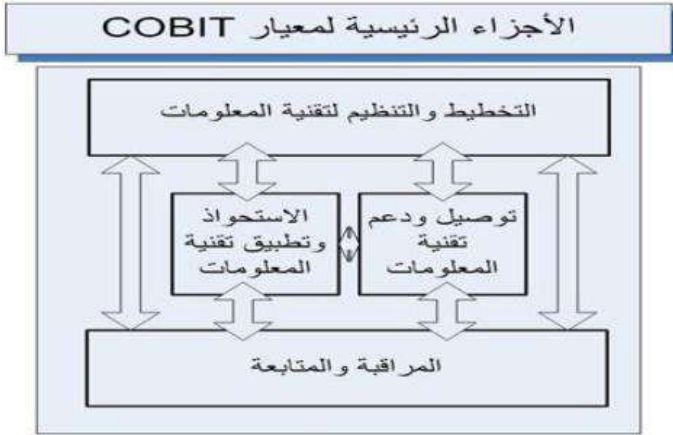 الأجزاء الرئيسية لمعيار COBIT
التخطيط والتنظيم لتقنية المعلومات
توصيل ودعم
تقنية
المعلومات
الاستحواذ
وتطبيق تقنية
المعلومات
المراقبة والمتابعة